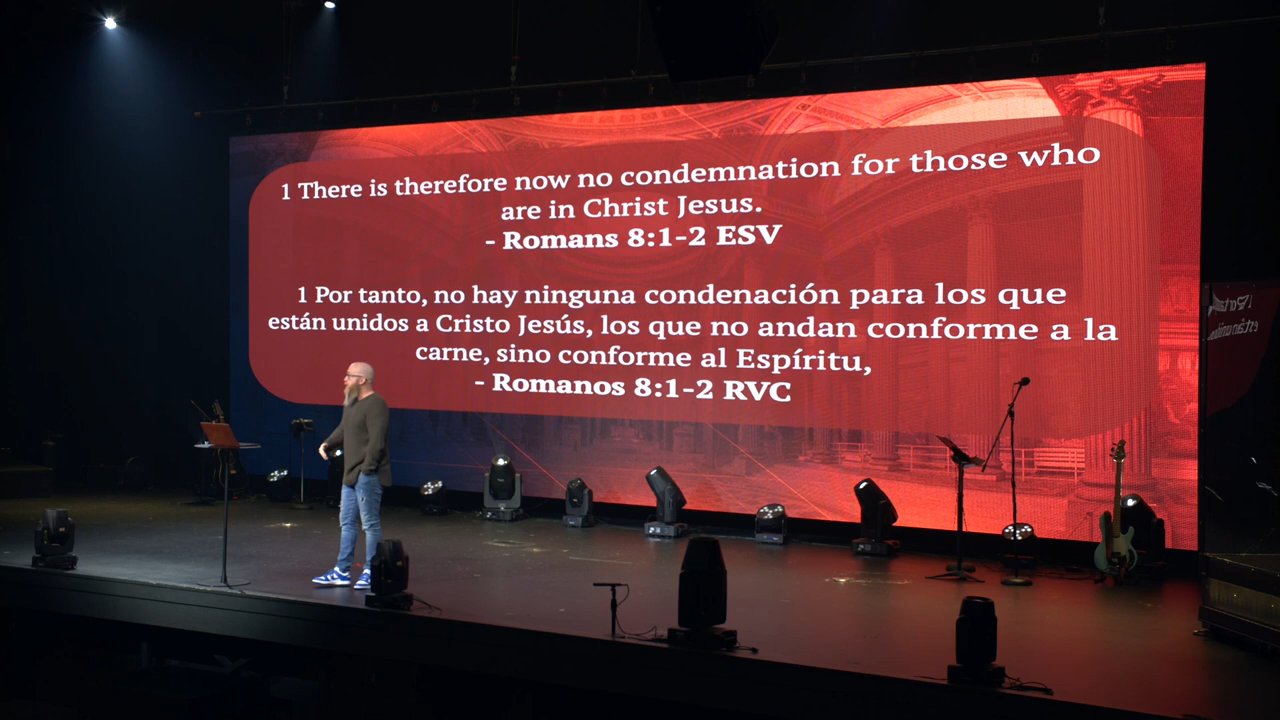 1 There is therefore now no condemnation for those who
are in Christ Jesus.
- Romans 8:1-2 ESV
1 Por tanto, no hay ninguna condenación para los que
están unidos a Cristo Jesús, los que no andan conforme a la
carne, sino conforme al Espíritu,
- Romanos 8:1-2 RVC